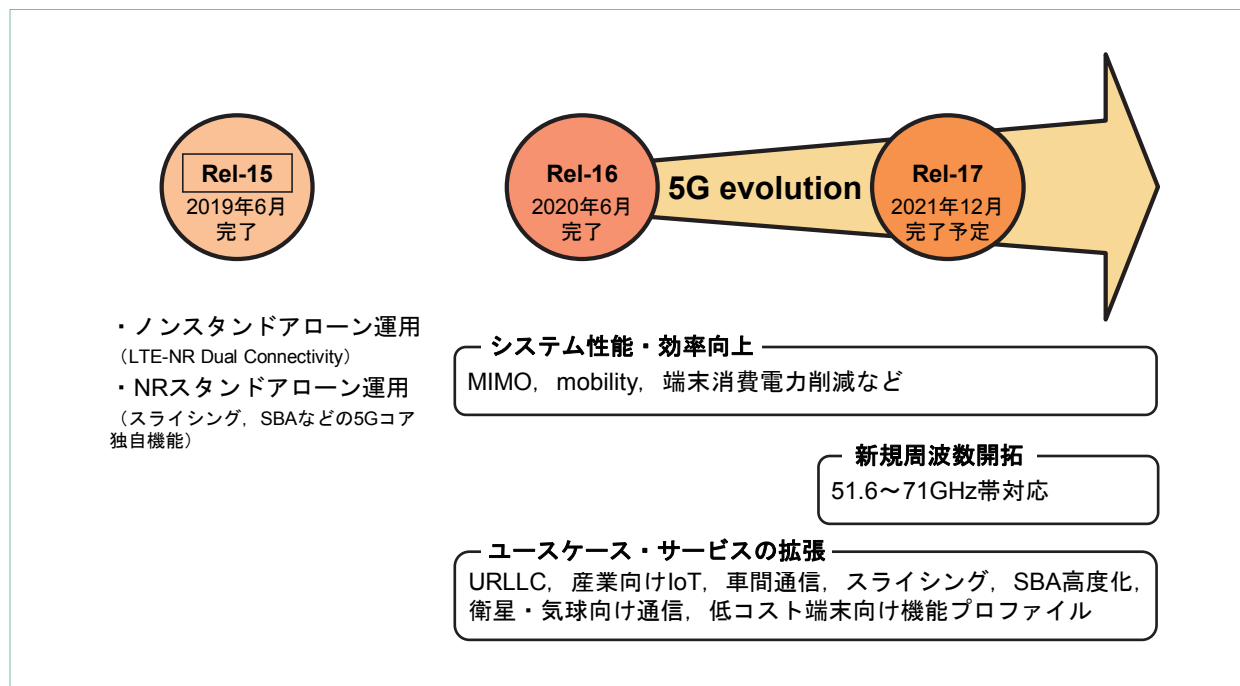 Rel-15
2019年6月
完了
Rel-16
2020年6月
完了
5G evolution
Rel-17
2021年12月
完了予定
・ノンスタンドアローン運用
（LTE-NR Dual Connectivity）
・NRスタンドアローン運用
（スライシング，SBAなどの5Gコア
独自機能）
システム性能・効率向上
MIMO，mobility，端末消費電力削減など
新規周波数開拓
51.6～71GHz帯対応
ユースケース・サービスの拡張
URLLC，産業向けIoT，車間通信，スライシング，SBA高度化，
衛星・気球向け通信，低コスト端末向け機能プロファイル